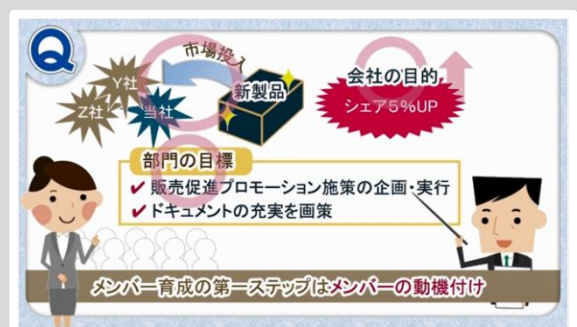 Q
市場投入
Y社
Z社
当社
新製品
会社の目的
シェア5%UP
部門の目標
✔ 販売促進プロモーション施策の企画・実行
✔ ドキュメントの充実を画策
メンバー育成の第一ステップはメンバーの動機付け